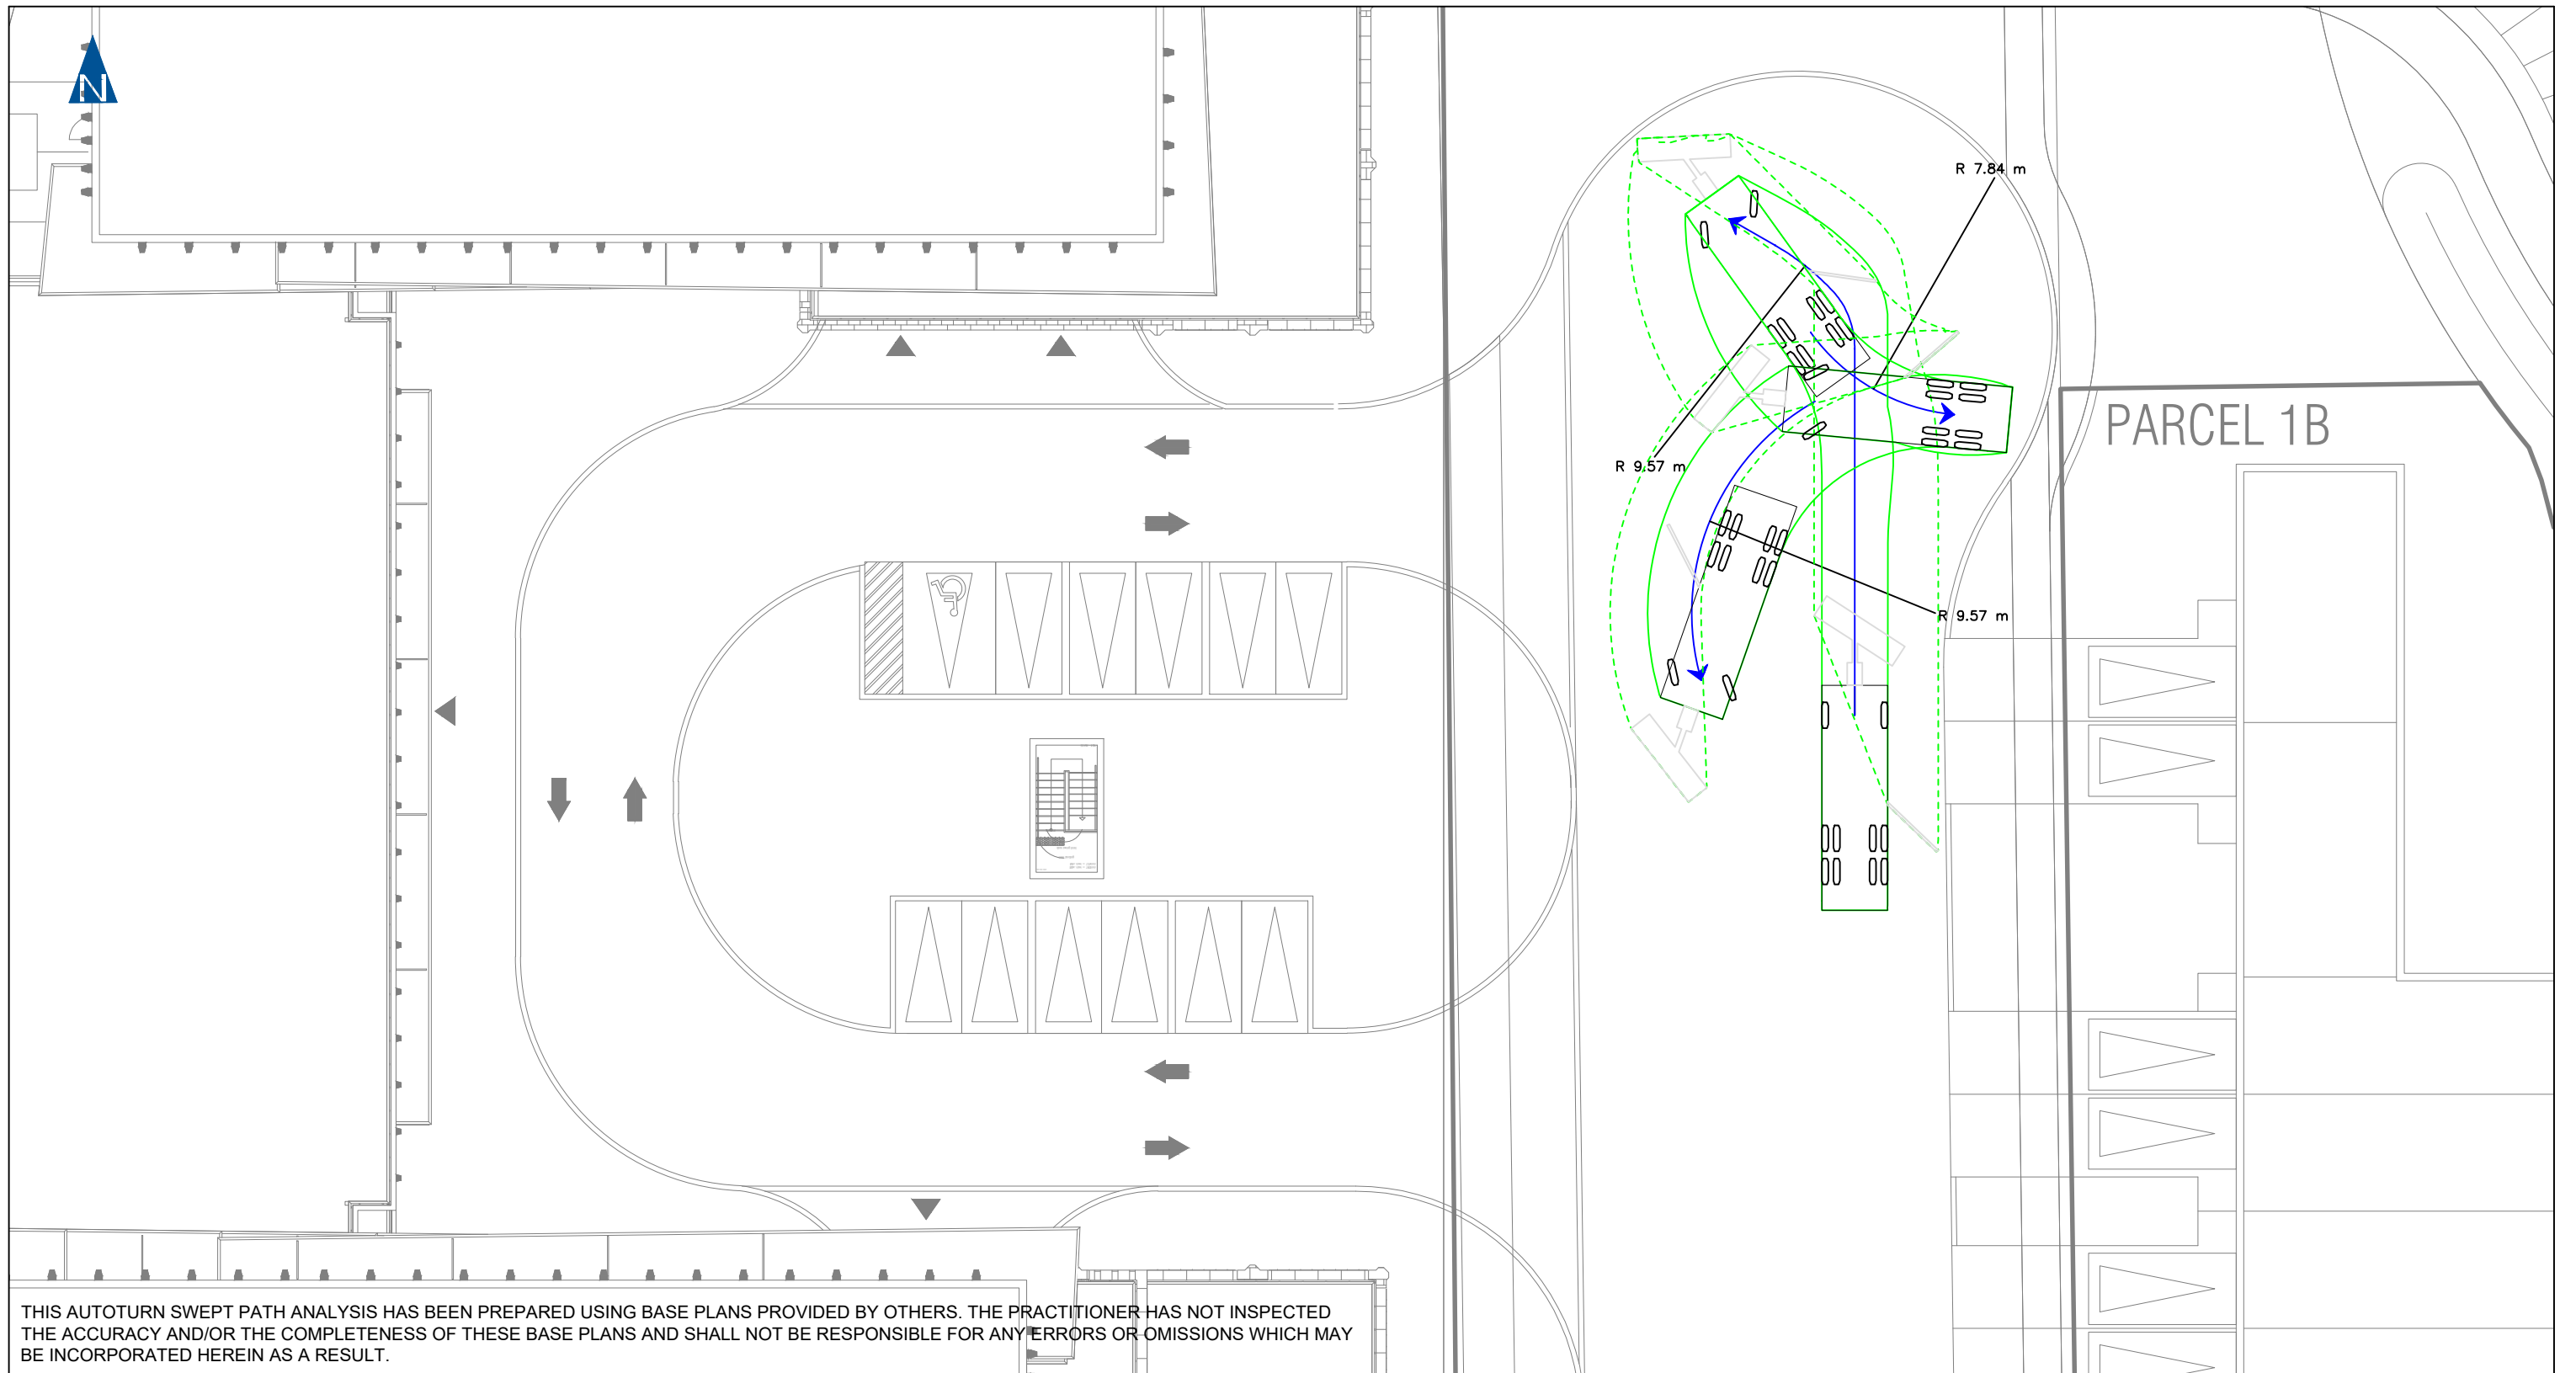 N
R 7.84 m
PARCEL 1B
R 9.57 m
R 9.57 m
THIS AUTOTURN SWEPT PATH ANALYSIS HAS BEEN PREPARED USING BASE PLANS PROVIDED BY OTHERS. THE PRACTITIONER HAS NOT INSPECTED
THE ACCURACY AND/OR THE COMPLETENESS OF THESE BASE PLANS AND SHALL NOT BE RESPONSIBLE FOR ANY ERRORS OR OMISSIONS WHICH MAY
BE INCORPORATED HEREIN AS A RESULT.